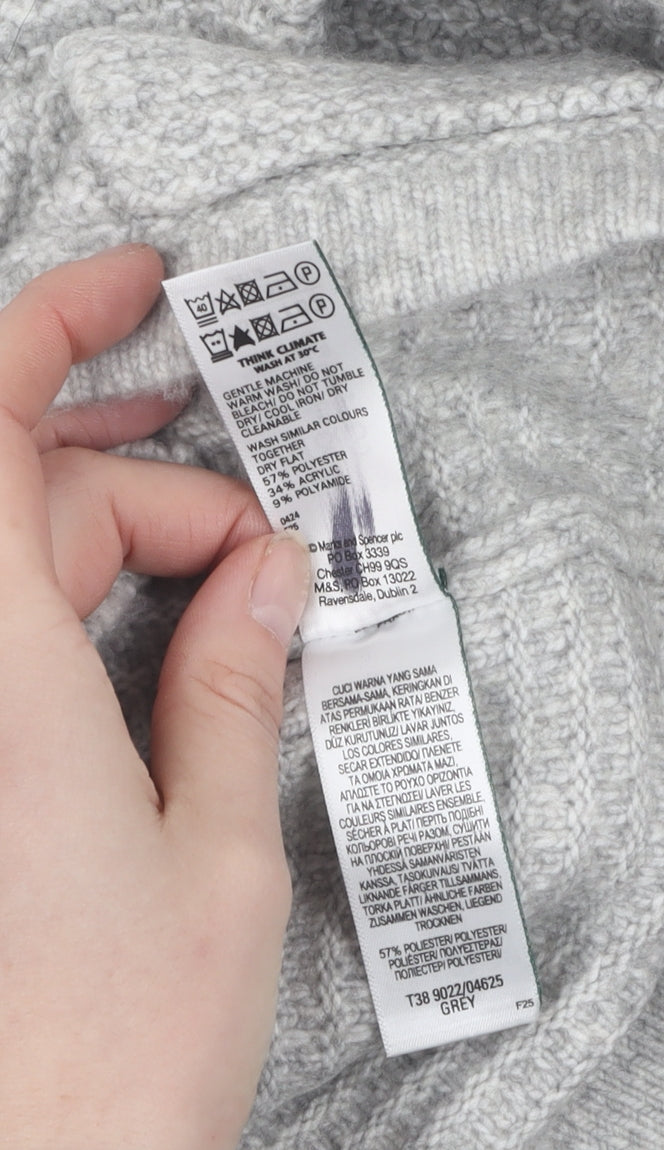 40
P
P
THINK CLIMATE
WASH AT 30°C
GENTLE MACHINE
WARM WASH/ DO NOT
BLEACH/ DO NOT TUMBLE
DRY/ COOL IRON/ DRY
CLEANABLE
WASH SIMILAR COLOURS
TOGETHER
DRY FLAT
57% POLYESTER
34% ACRYLIC
9% POLYAMIDE
0424
© Marks and Spencer plc
PO Box 3339
Chester CH99 9QS
M&S, PO Box 13022
Ravensdale, Dublin 2
CUCI WARNA YANG SAMA
BERSAMA-SAMA, KERINGKAN DI
ATAS PERMUKAAN RATA/ BENZER
RENKLERI BIRLIKTE YIKAYINIZ,
DÜZ KURUTUNUZ/ LAVAR JUNTOS
LOS COLORES SIMILARES,
SECAR EXTENDIDO/ ΠΛΕΝΕΤΕ
ΤΑ ΟΜΟΙΑ ΧΡΩΜΑΤΑ ΜΑΖΙ,
ΑΠΛΩΣΤΕ ΤΟ ΡΟΥΧΟ ΟΡΙΖΟΝΤΙΑ
ΓΙΑ ΝΑ ΣΤΕΓΝΩΣΕΙ/ LAVER LES
COULEURS SIMILAIRES ENSEMBLE,
SÉCHER À PLAT/ ПЕРІТЬ ПОДІБНІ
КОЛЬОРОВІ РЕЧІ РАЗОМ, СУШИТИ
НА ПЛОСКІЙ ПОВЕРХНІ/ PESTÄÄN
YHDESSÄ SAMANVÄRISTEN
KANSSA, TASOKUIVAUS/ TVÄTTA
LIKNANDE FÄRGER TILLSAMMANS,
TORKA PLATT/ ÄHNLICHE FARBEN
ZUSAMMEN WASCHEN, LIEGEND
TROCKNEN
57% POLIESTER/ POLYESTER/
POLIÉSTER/ ΠΟΛΥΕΣΤΕΡΑΣ/
ПОЛІЕСТЕР/ POLYESTERI/
T38 9022/04625
GREY
F25